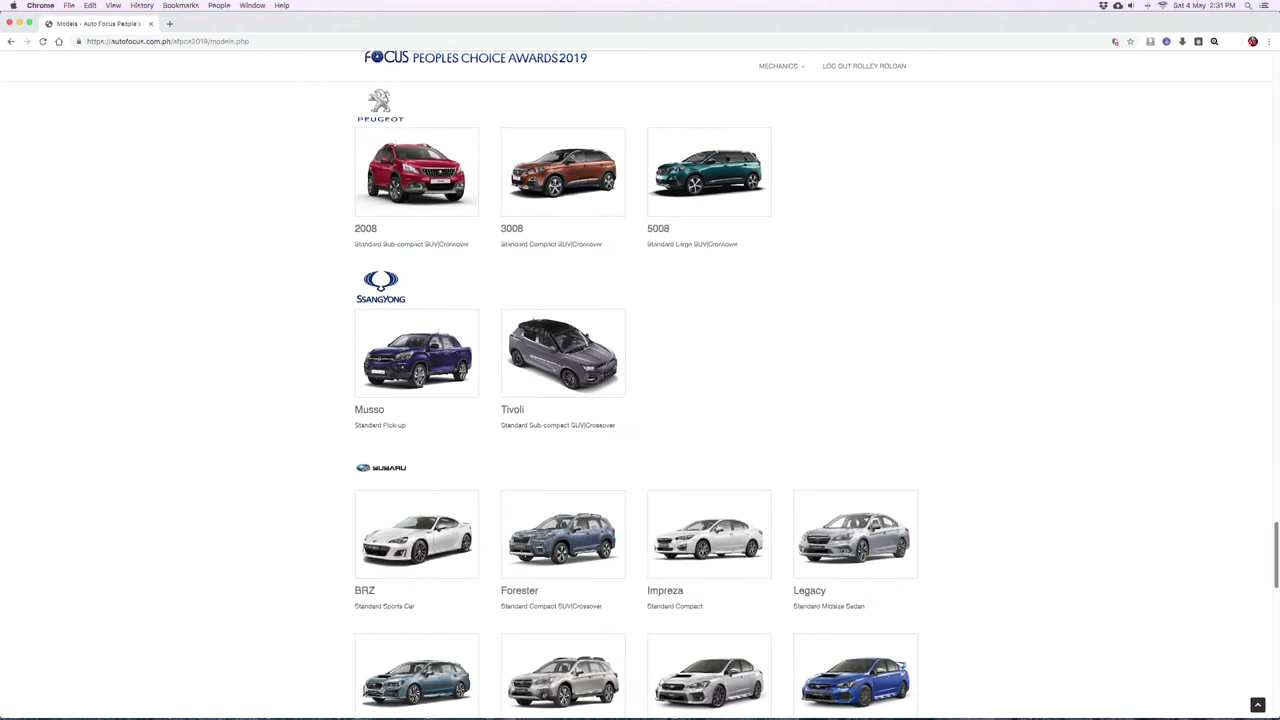 Chrome File Edit View History Bookmarks People Window Help Sat 4 May 2:31 PM
Models - Auto Focus People's
https://autofocus.com.ph/afpca2019/models.php
FOCUS PEOPLES CHOICE AWARDS 2019
MECHANICS LOG OUT ROLLEY ROLDAN
PEUGEOT
2008 3008 5008
Standard Sub-compact SUV|Crossover Standard Compact SUV|Crossover Standard Large SUV|Crossover
SSANGYONG
Musso Tivoli
Standard Pick-up Standard Sub-compact SUV|Crossover
SUBARU
BRZ Forester Impreza Legacy
Standard Sports Car Standard Compact SUV|Crossover Standard Compact Standard Midsize Sedan